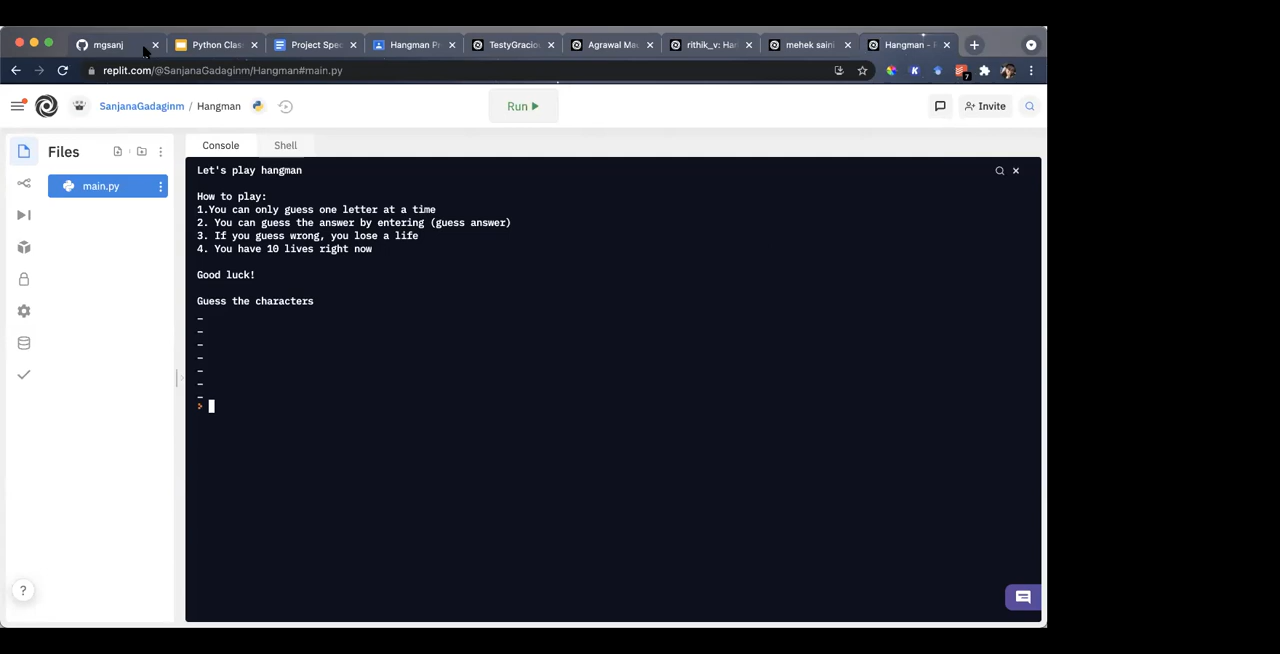 mgsanj
Python Clas
Project Spec
Hangman Pr
TestyGraciou
Agrawal Mau
rithik_v: Ha
mehek saini
Hangman -
replit.com/@SanjanaGadaginm/Hangman#main.py
7
SanjanaGadaginm / Hangman
Run
Invite
Files
Console
Shell
main.py
Let's play hangman
How to play:
1.You can only guess one letter at a time
2. You can guess the answer by entering (guess answer)
3. If you guess wrong, you lose a life
4. You have 10 lives right now
Good luck!
Guess the characters
_
_
_
_
_
_
_
>
?